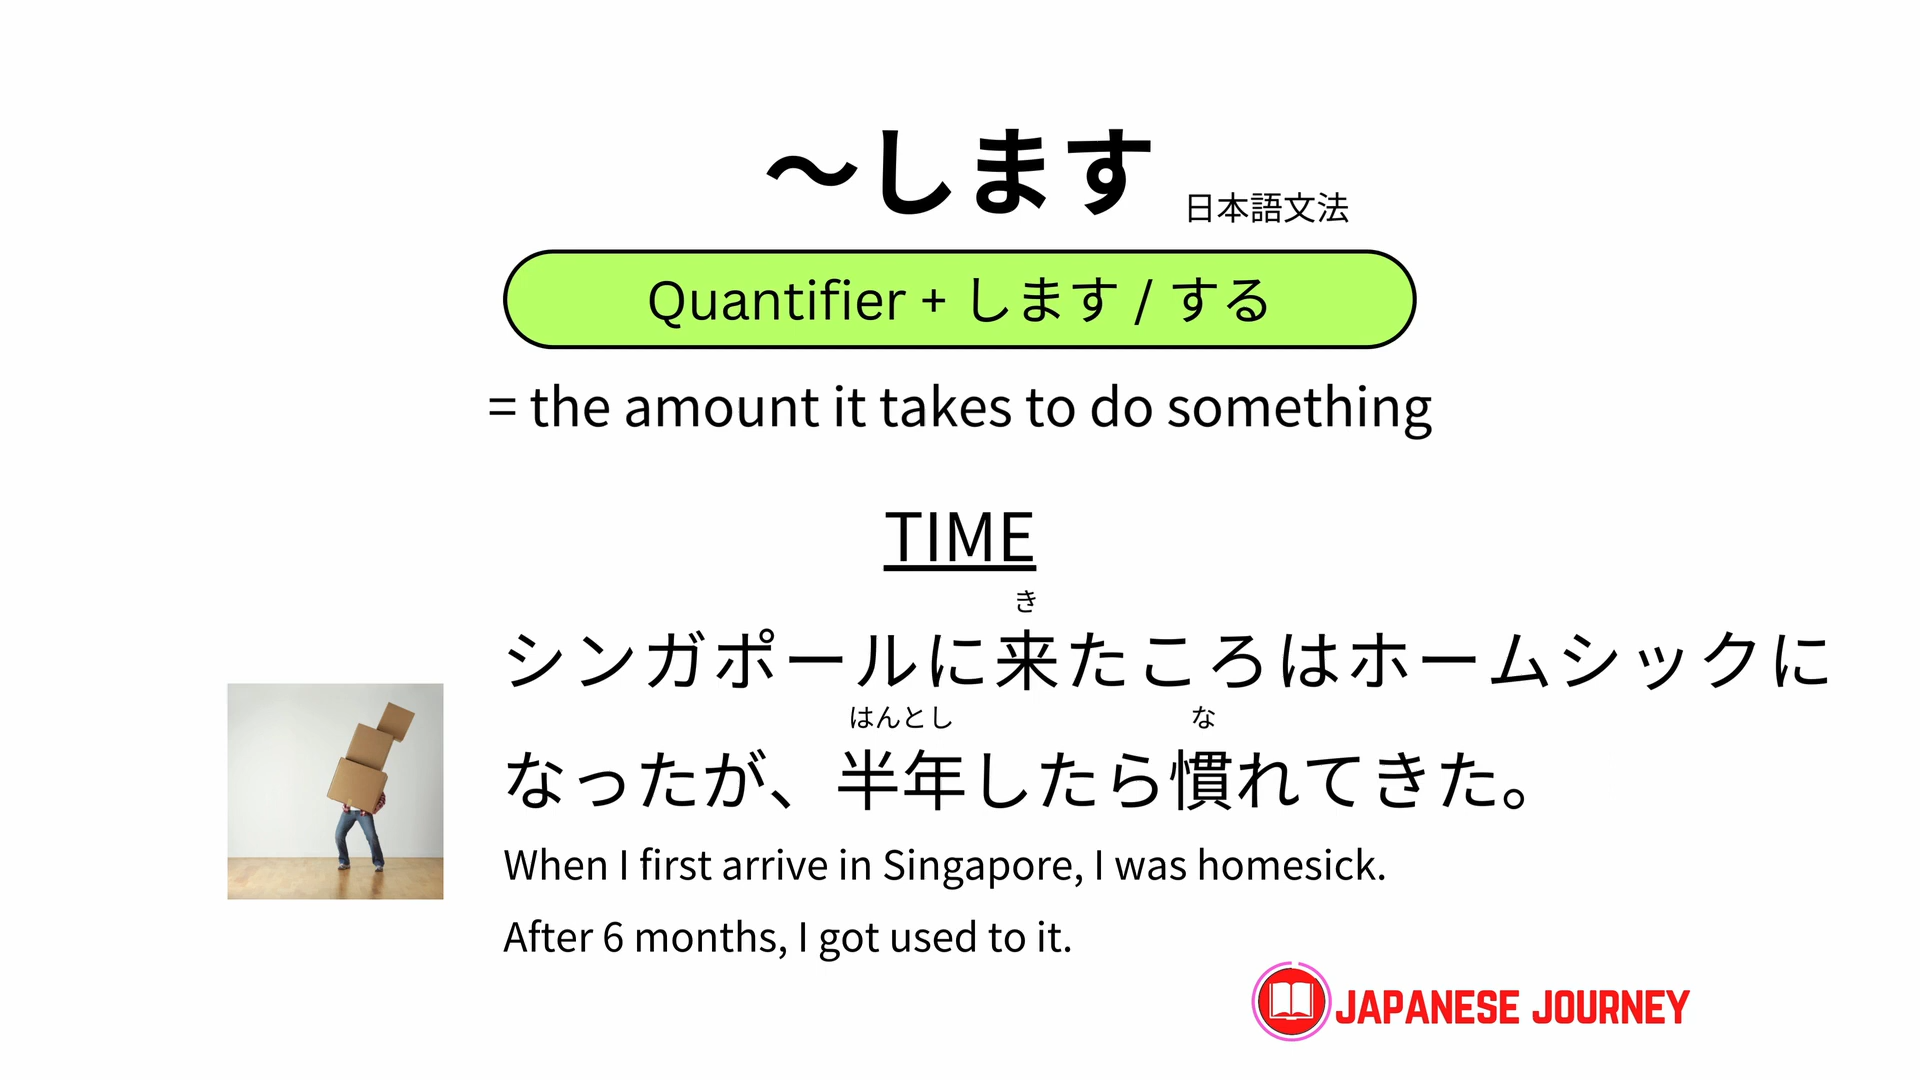 ～します
日本語文法
Quantifier + します / する
= the amount it takes to do something
TIME
き
シンガポールに来たころはホームシックに
はんとし な
なったが、半年したら慣れてきた。
When I first arrive in Singapore, I was homesick.
After 6 months, I got used to it.
JAPANESE JOURNEY